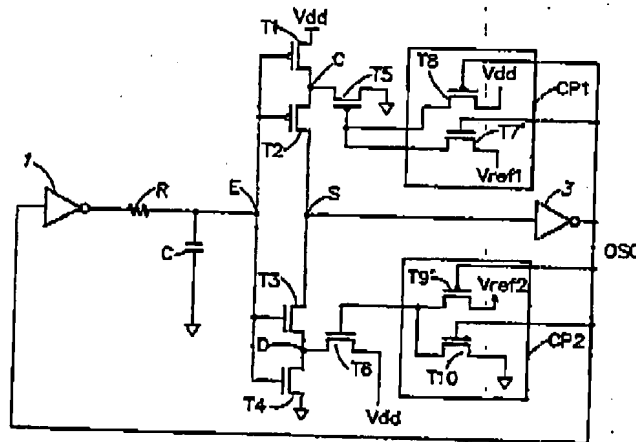 T1
Vdd
C
T5
T8
Vdd
CP1
T2
T7
Vref1
1
R
E
S
3
C
OSC
T3
T9
Vref2
D
T6
T10
CP2
T4
Vdd